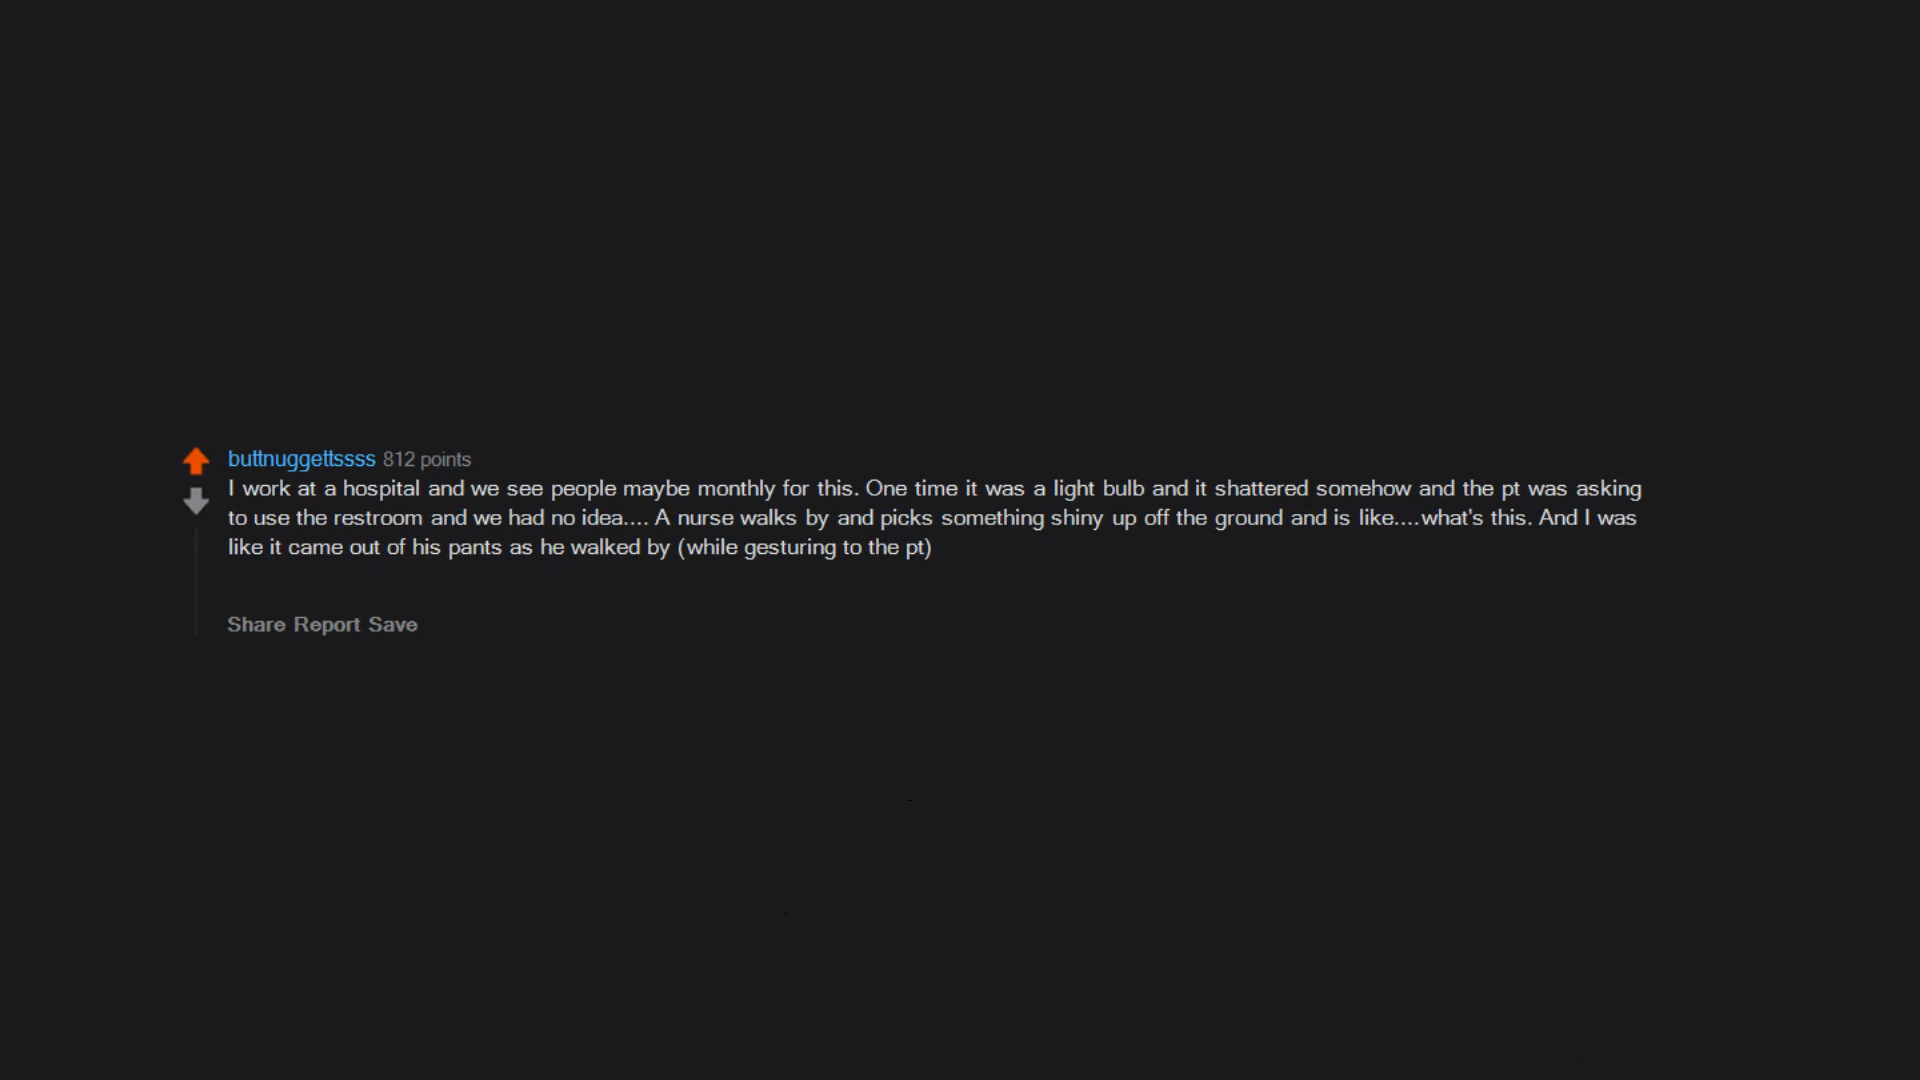 buttnuggettssss 812 points
I work at a hospital and we see people maybe monthly for this. One time it was a light bulb and it shattered somehow and the pt was asking
to use the restroom and we had no idea.... A nurse walks by and picks something shiny up off the ground and is like....what's this. And I was
like it came out of his pants as he walked by (while gesturing to the pt)
Share Report Save